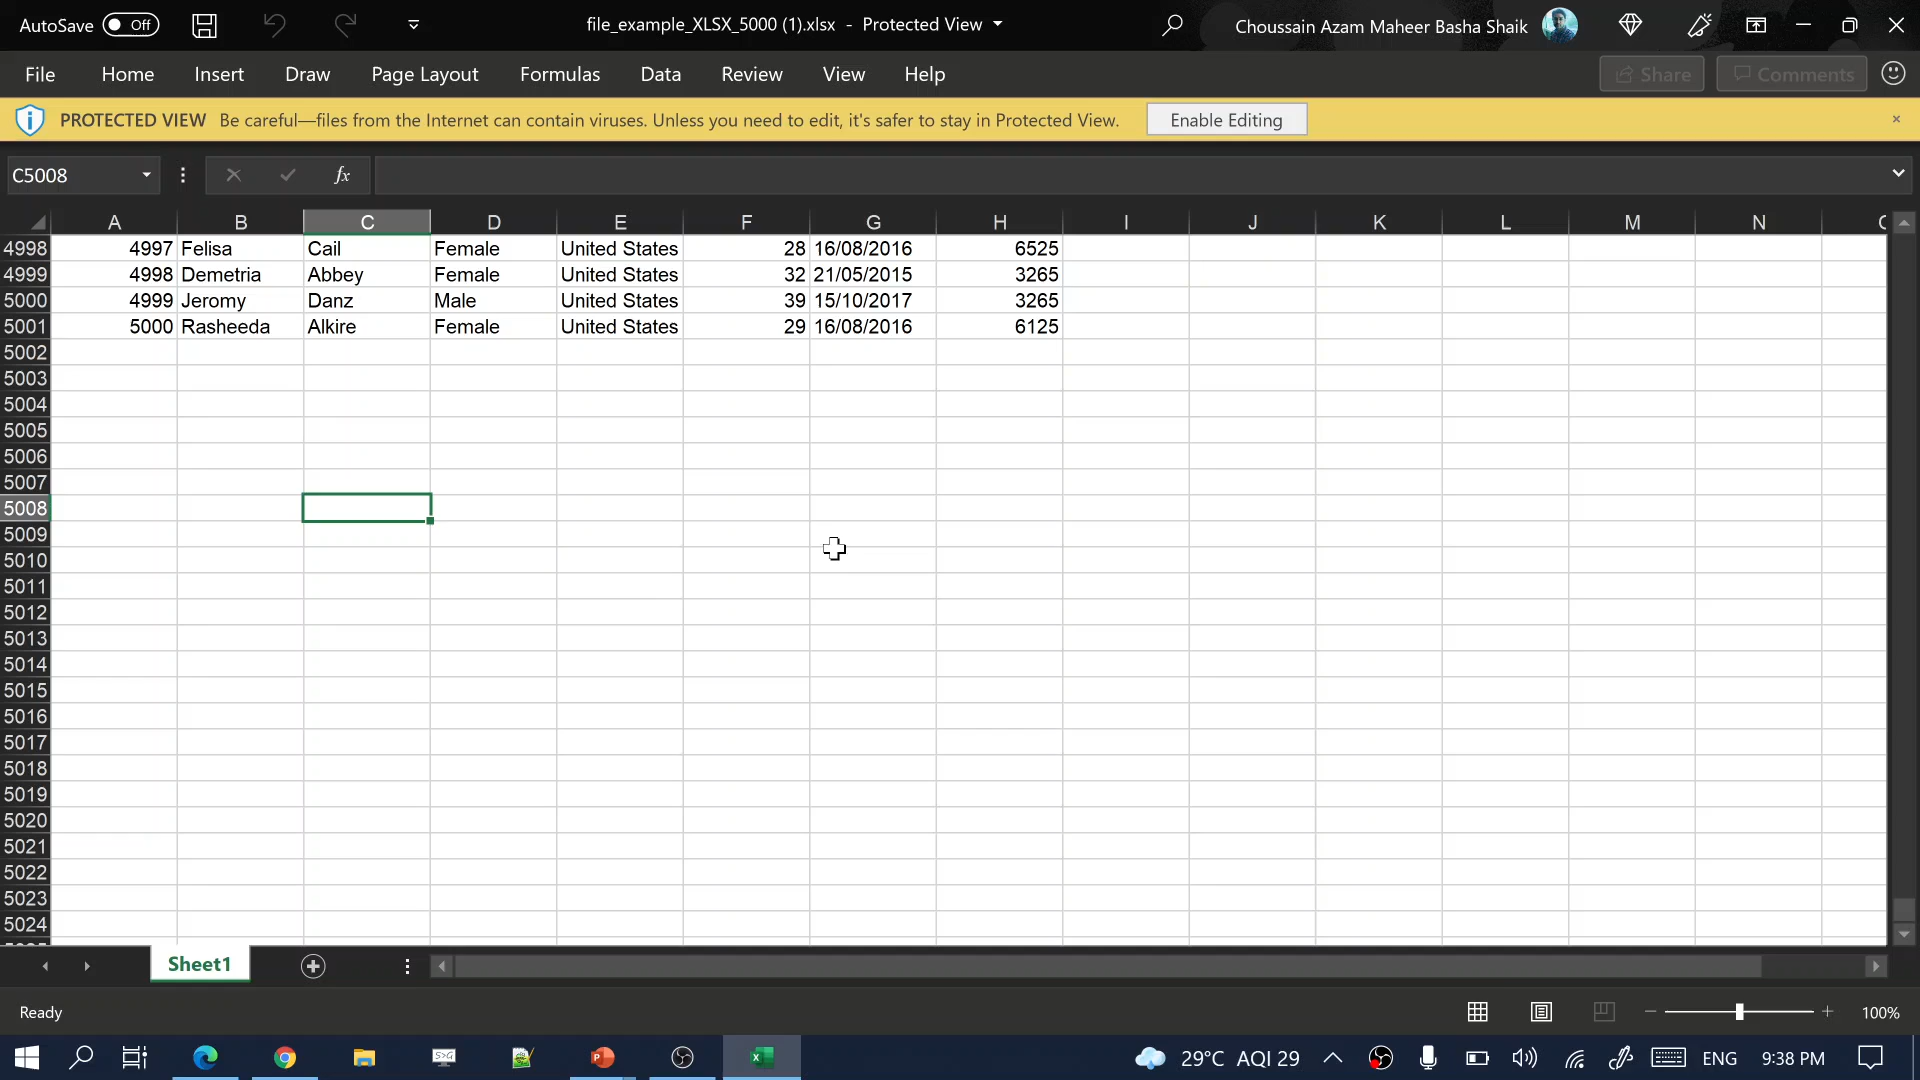 AutoSave Off file_example_XLSX_5000 (1).xlsx - Protected View Choussain Azam Maheer Basha Shaik
File Home Insert Draw Page Layout Formulas Data Review View Help Share Comments
PROTECTED VIEW Be careful—files from the Internet can contain viruses. Unless you need to edit, it's safer to stay in Protected View. Enable Editing
C5008 fx
A B C D E F G H I J K L M N
4998 4997 Felisa Cail Female United States 28 16/08/2016 6525
4999 4998 Demetria Abbey Female United States 32 21/05/2015 3265
5000 4999 Jeromy Danz Male United States 39 15/10/2017 3265
5001 5000 Rasheeda Alkire Female United States 29 16/08/2016 6125
5002
5003
5004
5005
5006
5007
5008
5009
5010
5011
5012
5013
5014
5015
5016
5017
5018
5019
5020
5021
5022
5023
5024
Sheet1
Ready 100%
29°C AQI 29 ENG 9:38 PM